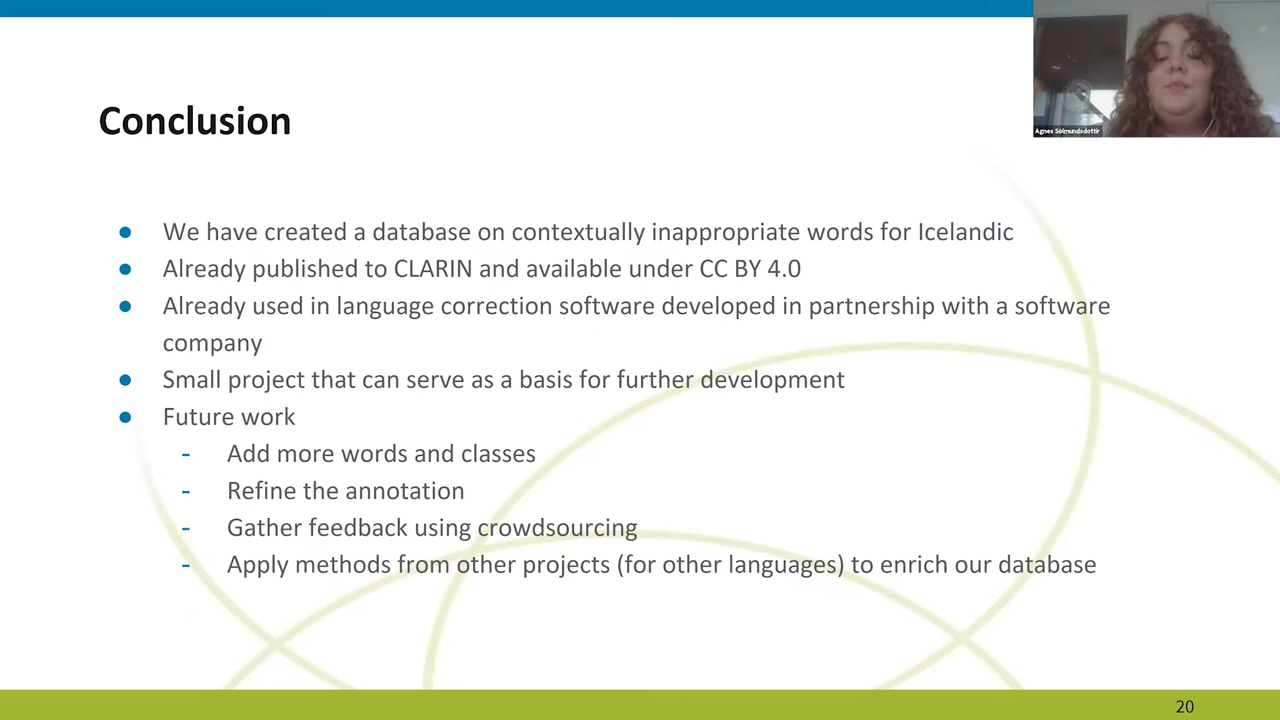 Agnes Sólmundsdóttir
Conclusion
● We have created a database on contextually inappropriate words for Icelandic
● Already published to CLARIN and available under CC BY 4.0
● Already used in language correction software developed in partnership with a software
company
● Small project that can serve as a basis for further development
● Future work
- Add more words and classes
- Refine the annotation
- Gather feedback using crowdsourcing
- Apply methods from other projects (for other languages) to enrich our database
20